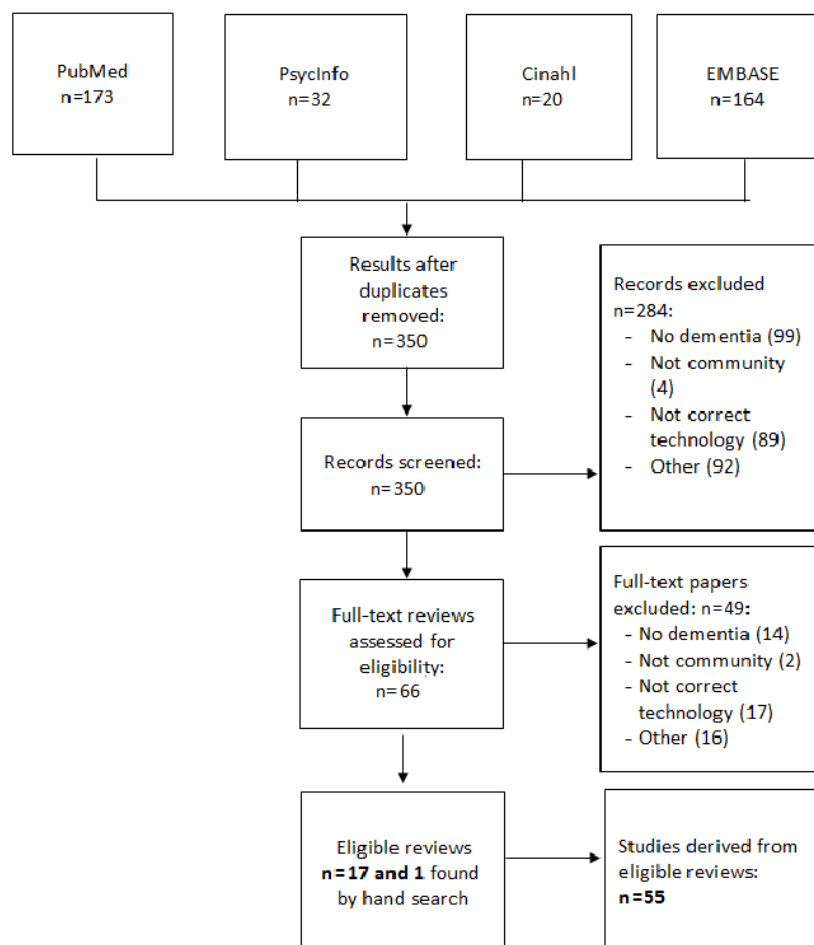 PubMed
n=173
PsycInfo
n=32
Cinahl
n=20
EMBASE
n=164
Results after
duplicates
removed:
n=350
Records excluded
n=284:
- No dementia (99)
- Not community
(4)
- Not correct
technology (89)
- Other (92)
Records screened:
n=350
Full-text reviews
assessed for
eligibility:
n=66
Full-text papers
excluded: n=49:
- No dementia (14)
- Not community (2)
- Not correct
technology (17)
- Other (16)
Eligible reviews
n=17 and 1 found
by hand search
Studies derived from
eligible reviews:
n=55